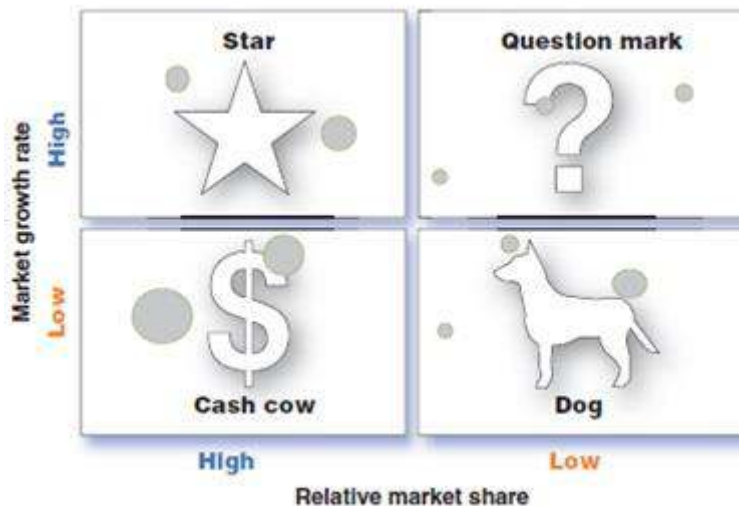 Star
Question mark
Market growth rate
High
Low
Cash cow
Dog
High
Low
Relative market share